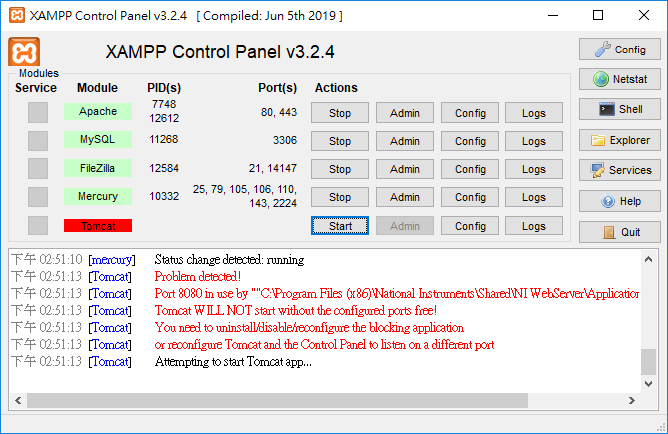 XAMPP Control Panel v3.2.4 [ Compiled: Jun 5th 2019 ]
XAMPP Control Panel v3.2.4
Config
Modules
Service Module PID(s) Port(s) Actions
Netstat
Apache 7748 12612 80, 443 Stop Admin Config Logs
Shell
MySQL 11268 3306 Stop Admin Config Logs
Explorer
FileZilla 12584 21, 14147 Stop Admin Config Logs
Services
Mercury 10332 25, 79, 105, 106, 110, 143, 2224 Stop Admin Config Logs
Help
Tomcat Start Admin Config Logs
Quit
下午 02:51:10 [mercury] Status change detected: running
下午 02:51:13 [Tomcat] Problem detected!
下午 02:51:13 [Tomcat] Port 8080 in use by ""C:\Program Files (x86)\National Instruments\Shared\NI WebServer\Application
下午 02:51:13 [Tomcat] Tomcat WILL NOT start without the configured ports free!
下午 02:51:13 [Tomcat] You need to uninstall/disable/reconfigure the blocking application
下午 02:51:13 [Tomcat] or reconfigure Tomcat and the Control Panel to listen on a different port
下午 02:51:13 [Tomcat] Attempting to start Tomcat app...